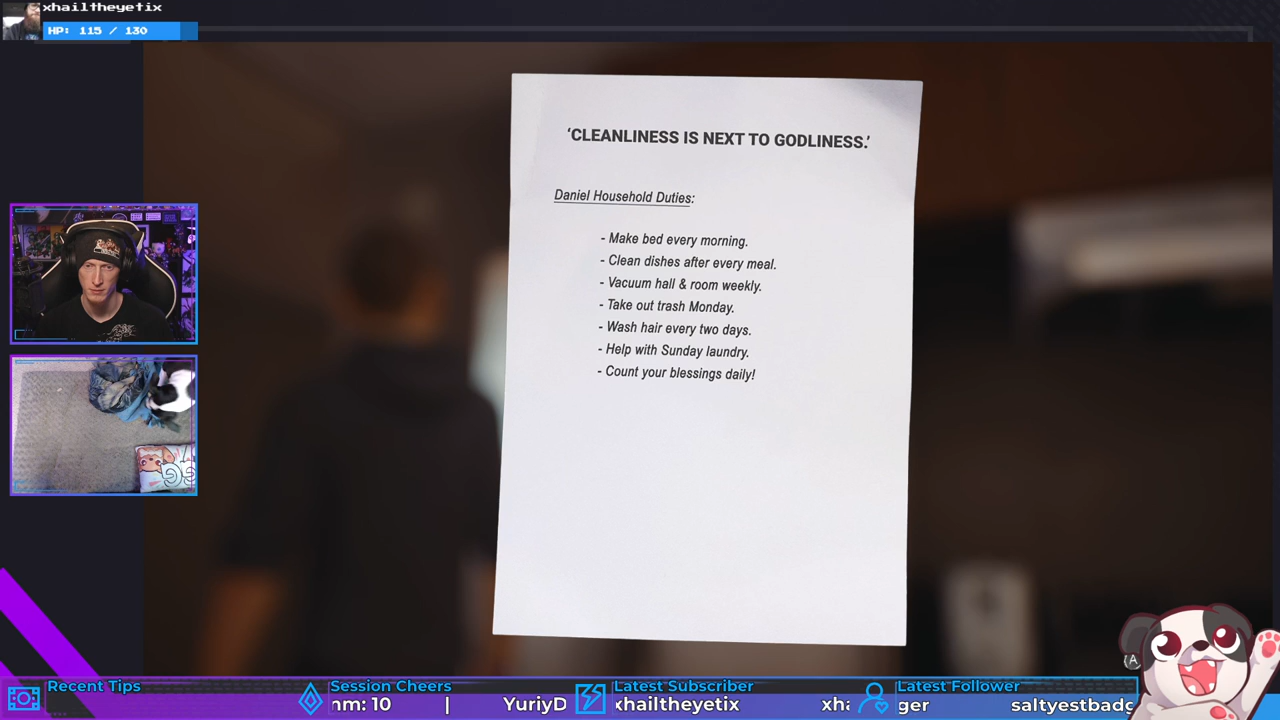 xhailtheyetix
HP: 115 / 130
‘CLEANLINESS IS NEXT TO GODLINESS.’
Daniel Household Duties:
- Make bed every morning.
- Clean dishes after every meal.
- Vacuum hall & room weekly.
- Take out trash Monday.
- Wash hair every two days.
- Help with Sunday laundry.
- Count your blessings daily!
(A)
Recent Tips
Session Cheers
nm: 10 | YuriyD
Latest Subscriber
xhailtheyetix xha
Latest Follower
ger saltyestbadg